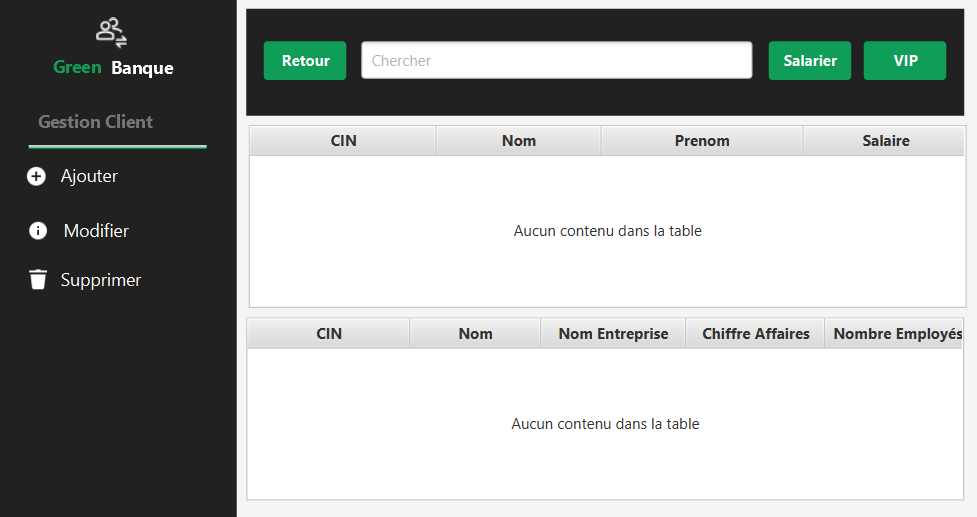 Green Banque
Gestion Client
Ajouter
Modifier
Supprimer
Retour
Chercher
Salarier
VIP
CIN Nom Prenom Salaire
Aucun contenu dans la table
CIN Nom Nom Entreprise Chiffre Affaires Nombre Employés
Aucun contenu dans la table